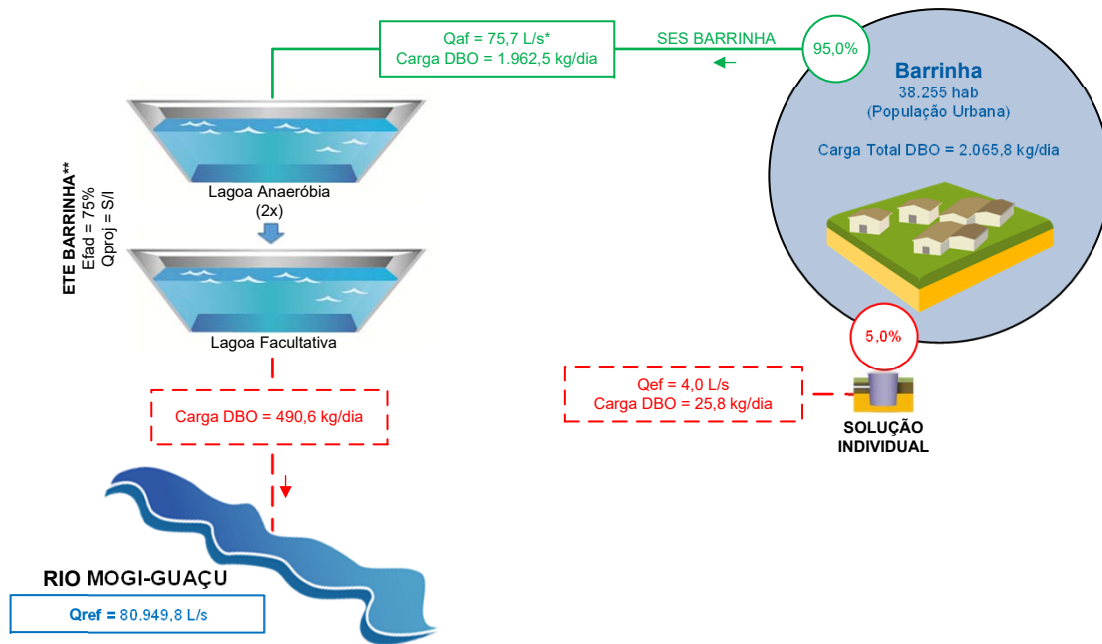 Qaf = 75,7 L/s*
Carga DBO = 1.962,5 kg/dia
SES BARRINHA
95,0%
Barrinha
38.255 hab
(População Urbana)
Carga Total DBO = 2.065,8 kg/dia
ETE BARRINHA**
Efad = 75%
Qproj = S/I
Lagoa Anaeróbia
(2x)
Lagoa Facultativa
5,0%
Qef = 4,0 L/s
Carga DBO = 25,8 kg/dia
SOLUÇÃO
INDIVIDUAL
Carga DBO = 490,6 kg/dia
RIO MOGI-GUAÇU
Qref = 80.949,8 L/s